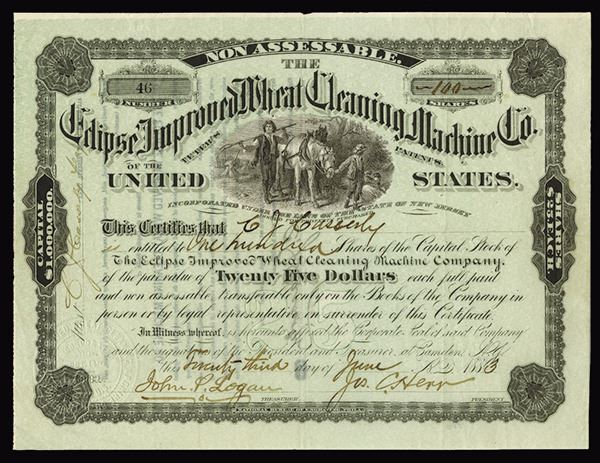 NON ASSESSABLE.
THE
46
NUMBER
100
SHARES
Eclipse Improved Wheat Cleaning Machine Co.
PATENTS.
OF THE
UNITED STATES.
INCORPORATED UNDER THE LAWS OF THE STATE OF NEW JERSEY
CAPITAL $1,000,000.
SHARES $25 EACH.
This Certifies that C J Cassedy
is entitled to One hundred Shares of the Capital Stock of
The Eclipse Improved Wheat Cleaning Machine Company,
of the par value of Twenty Five Dollars each full paid
and non assessable, transferable only on the Books of the Company in
person or by legal representative on surrender of this Certificate.
In Witness whereof, is hereunto affixed the Corporate Seal of said Company
and the signatures of the President and Treasurer, at Camden, N.J.
This Twenty third day of June A.D. 1883
John P. Logan Jos. C. Herr
TREASURER. PRESIDENT